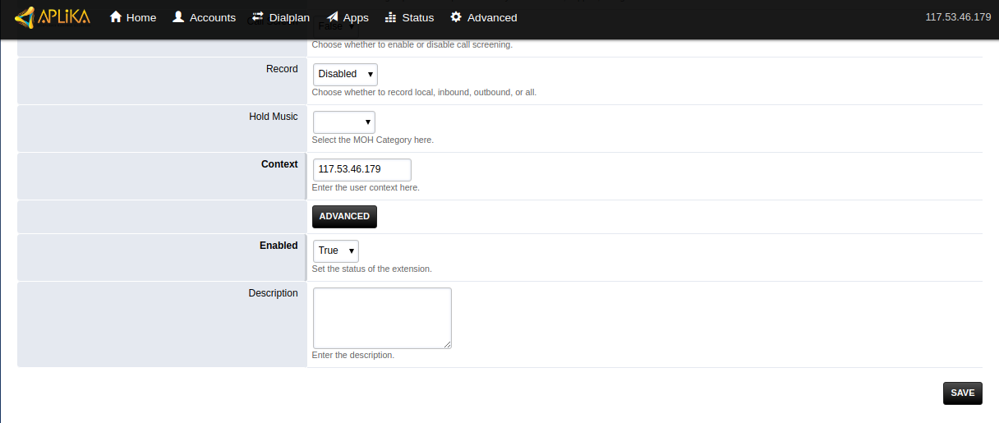 APLIKA Home Accounts Dialplan Apps Status Advanced 117.53.46.179
False
Choose whether to enable or disable call screening.
Record Disabled
Choose whether to record local, inbound, outbound, or all.
Hold Music
Select the MOH Category here.
Context 117.53.46.179
Enter the user context here.
ADVANCED
Enabled True
Set the status of the extension.
Description
Enter the description.
SAVE